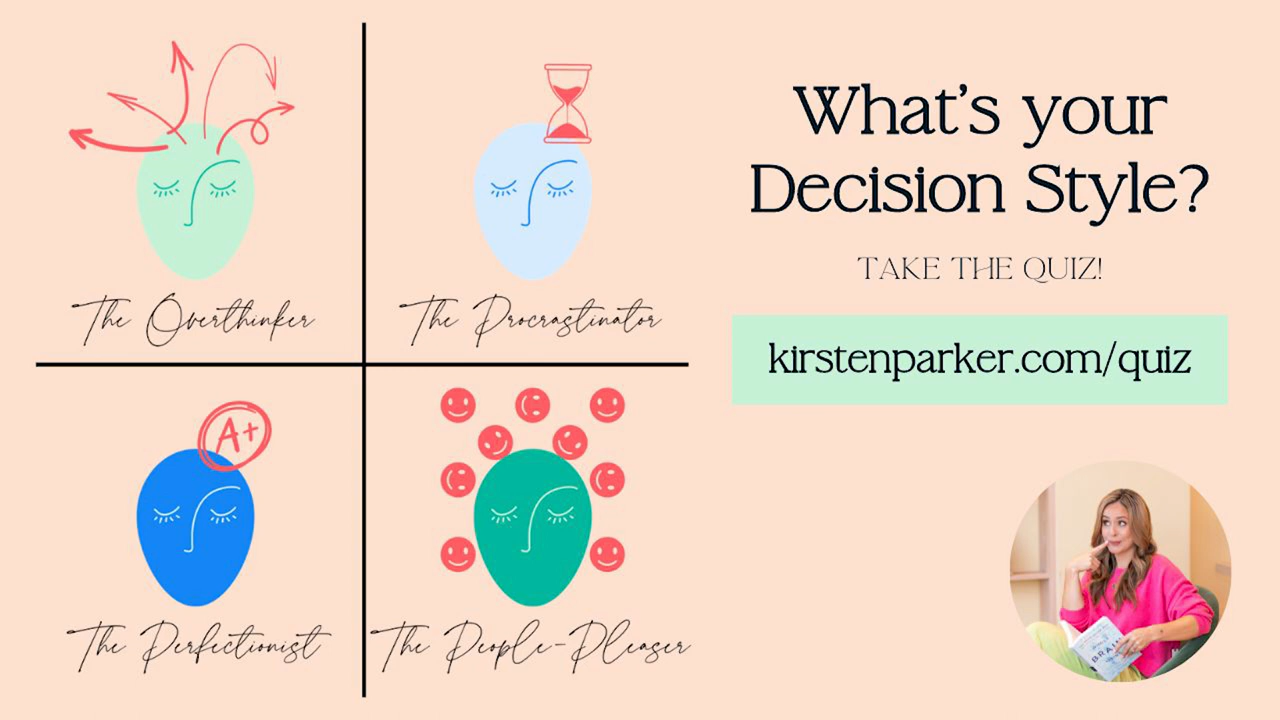 What's your
Decision Style?
TAKE THE QUIZ!
kirstenparker.com/quiz
The Overthinker
The Procrastinator
A+
The Perfectionist
The People-Pleaser